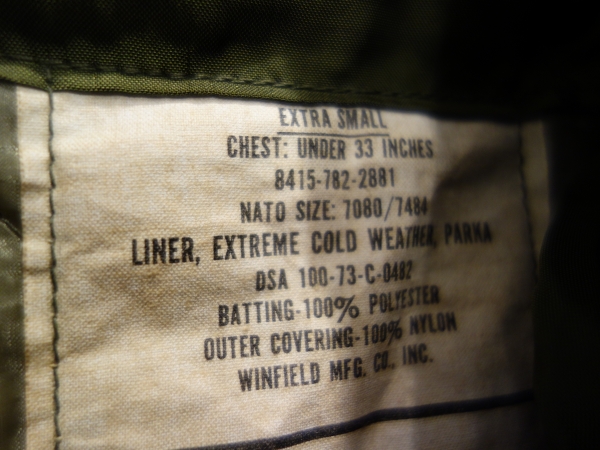 EXTRA SMALL
CHEST: UNDER 33 INCHES
8415-782-2881
NATO SIZE: 7080/7484
LINER, EXTREME COLD WEATHER, PARKA
DSA 100-73-C-0482
BATTING-100% POLYESTER
OUTER COVERING-100% NYLON
WINFIELD MFG. CO., INC.